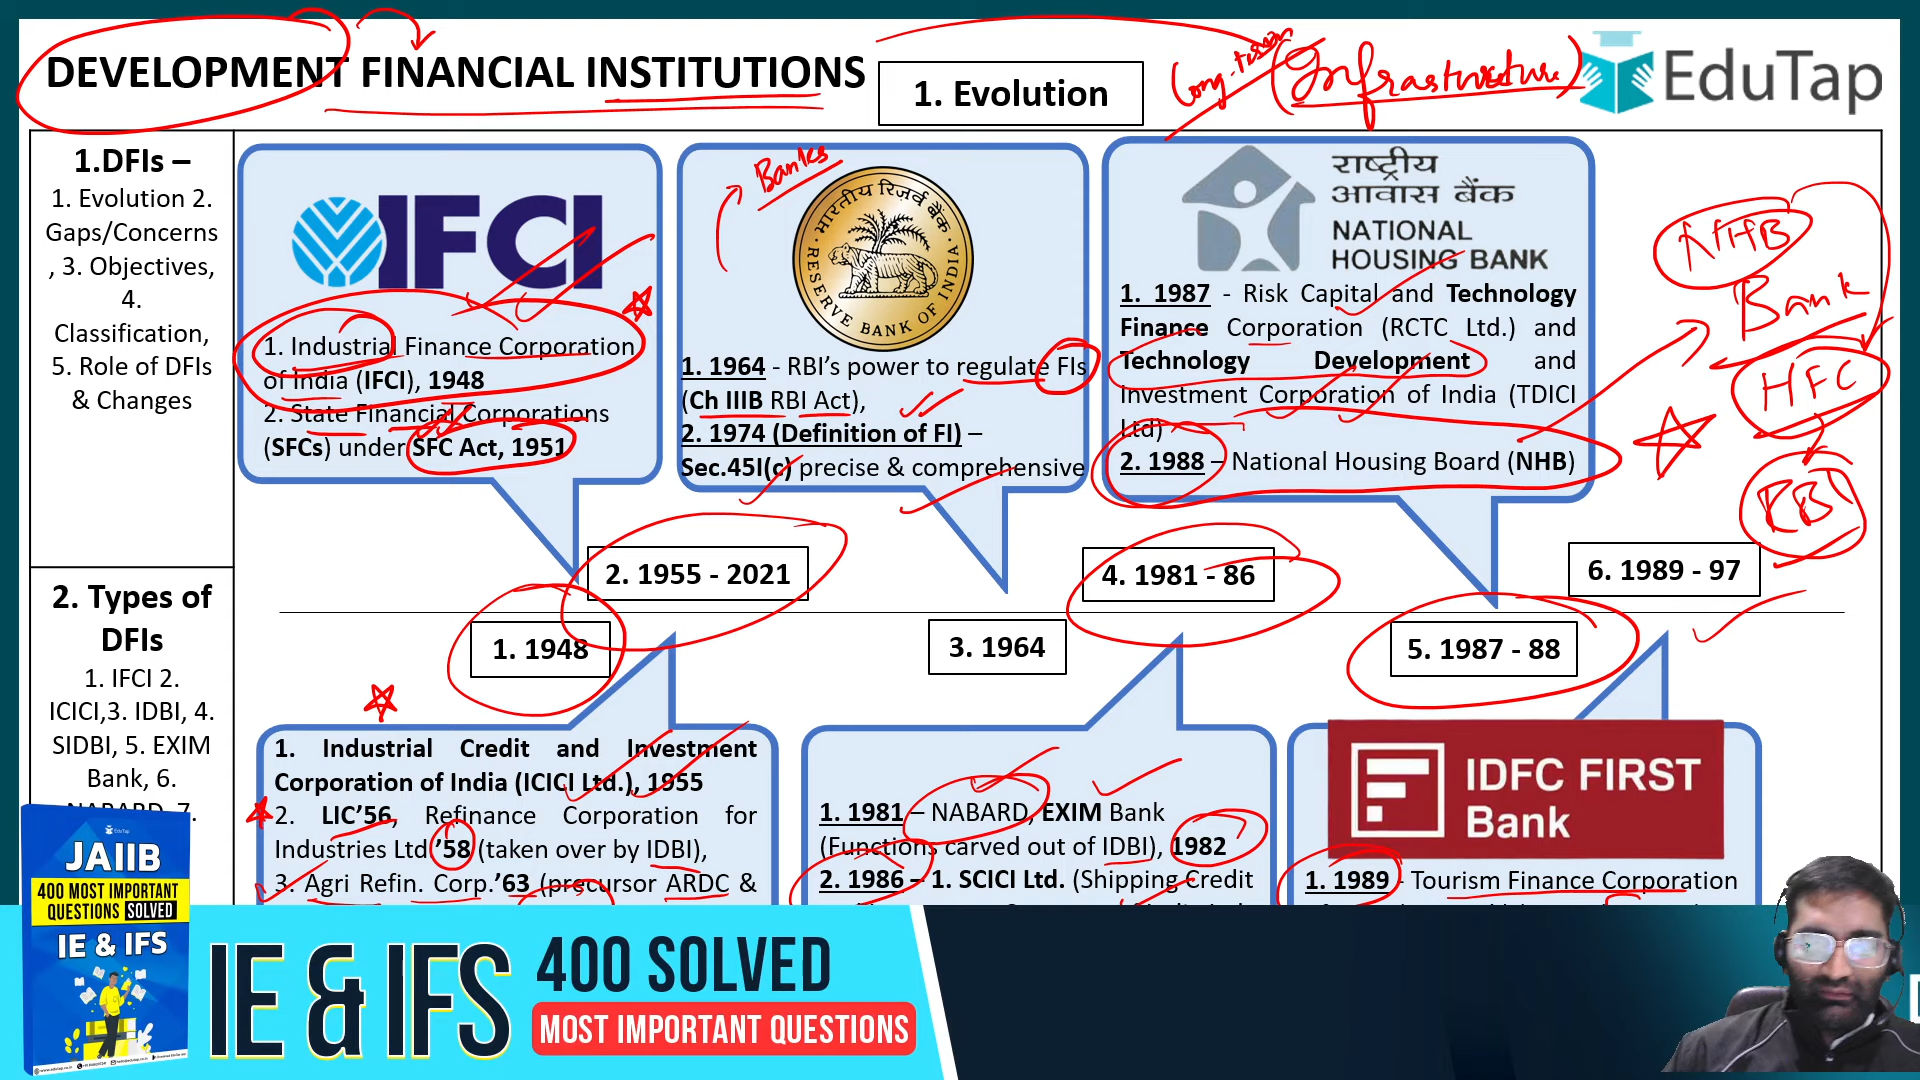 DEVELOPMENT FINANCIAL INSTITUTIONS
1. Evolution
Long-term
(Infrastructure)
EduTap
1.DFIs –
1. Evolution 2.
Gaps/Concerns
, 3. Objectives,
4.
Classification,
5. Role of DFIs
& Changes
2. Types of
DFIs
1. IFCI 2.
ICICI,3. IDBI, 4.
SIDBI, 5. EXIM
Bank, 6.
NABARD, 7.
IFCI
1. Industrial Finance Corporation
of India (IFCI), 1948
2. State Financial Corporations
(SFCs) under SFC Act, 1951
Banks
भारतीय रिज़र्व बैंक
RESERVE BANK OF INDIA
1. 1964 - RBI’s power to regulate FIs
(Ch IIIB RBI Act),
2. 1974 (Definition of FI) –
Sec.45I(c) precise & comprehensive
राष्ट्रीय
आवास बैंक
NATIONAL
HOUSING BANK
1. 1987 - Risk Capital and Technology
Finance Corporation (RCTC Ltd.) and
Technology Development and
Investment Corporation of India (TDICI
Ltd)
2. 1988 – National Housing Board (NHB)
NHB
Bank
HFC
RBI
2. 1955 - 2021
4. 1981 - 86
6. 1989 - 97
1. 1948
3. 1964
5. 1987 - 88
1. Industrial Credit and Investment
Corporation of India (ICICI Ltd.), 1955
2. LIC’56, Refinance Corporation for
Industries Ltd ’58 (taken over by IDBI),
3. Agri Refin. Corp.’63 (precursor ARDC &
1. 1981 – NABARD, EXIM Bank
(Functions carved out of IDBI), 1982
2. 1986 – 1. SCICI Ltd. (Shipping Credit
IDFC FIRST
Bank
1. 1989 - Tourism Finance Corporation
EduTap
JAIIB
400 MOST IMPORTANT
QUESTIONS SOLVED
IE & IFS
IE & IFS
400 SOLVED
MOST IMPORTANT QUESTIONS